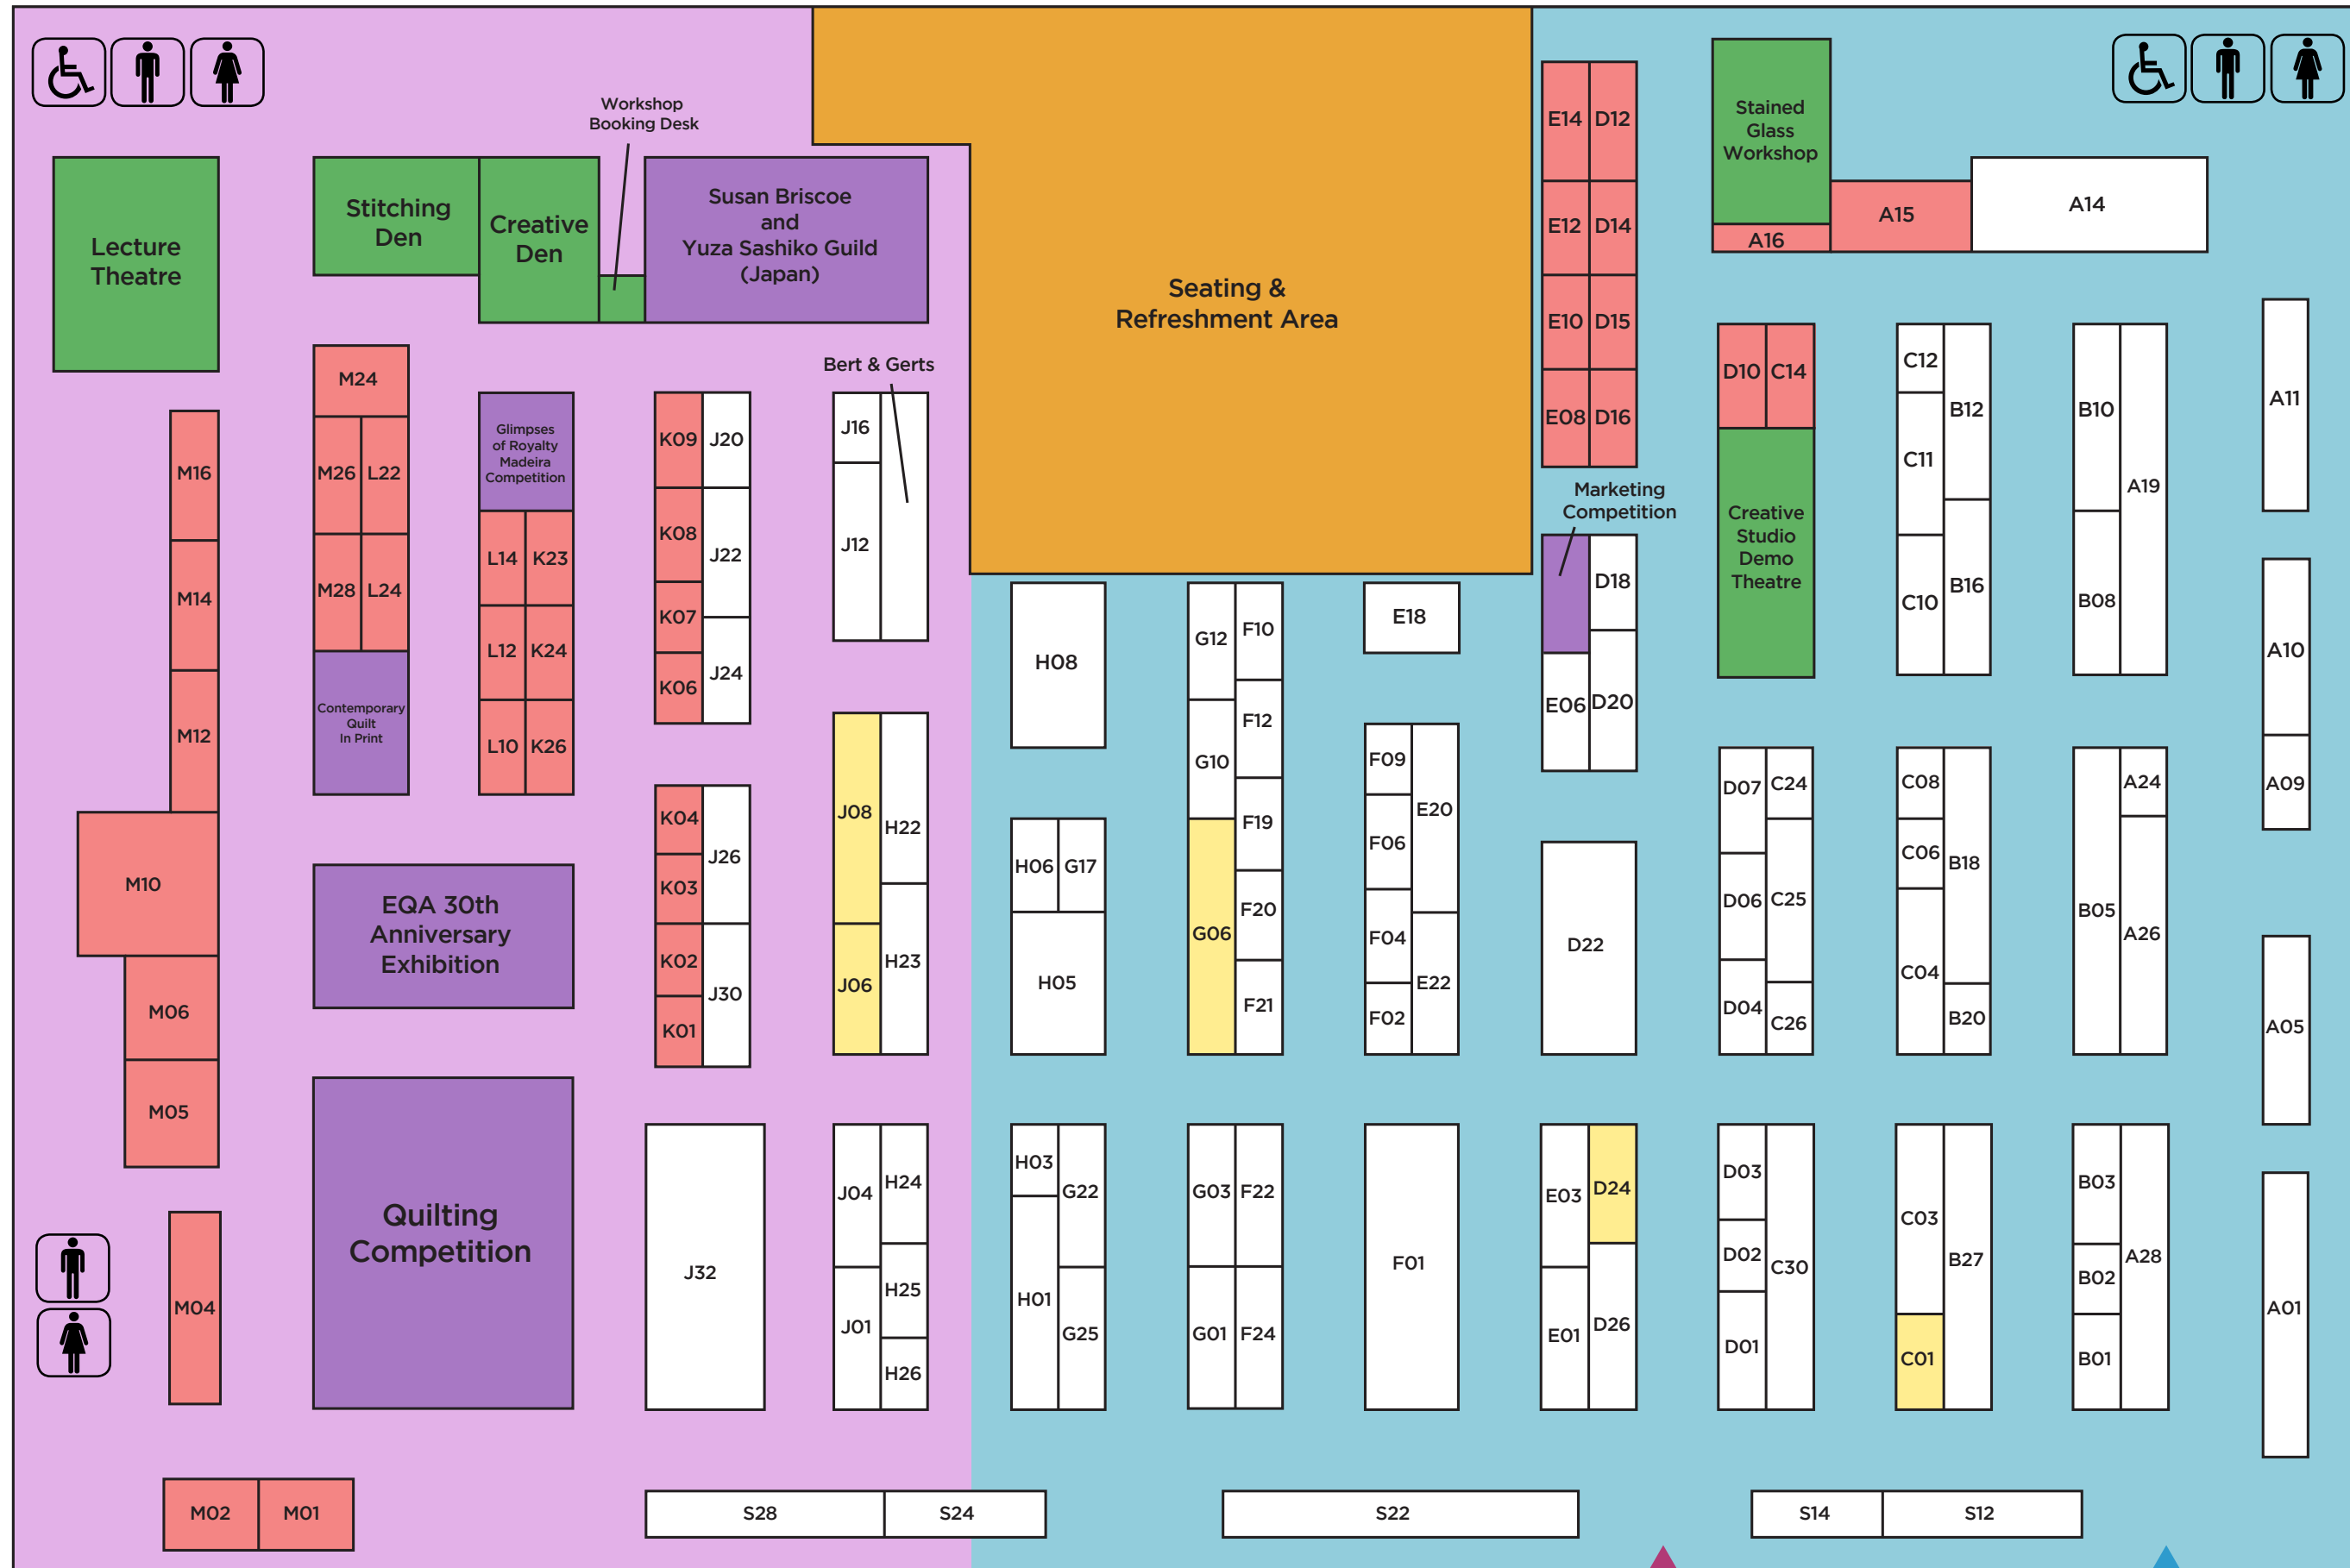 Workshop
Booking Desk
Lecture
Theatre
Stitching
Den
Creative
Den
Susan Briscoe
and
Yuza Sashiko Guild
(Japan)
Seating &
Refreshment Area
E14 D12
E12 D14
E10 D15
E08 D16
Stained
Glass
Workshop
A16
A15
A14
M24
M26 L22
M28 L24
Contemporary
Quilt
In Print
Glimpses
of Royalty
Madeira
Competition
L14 K23
L12 K24
L10 K26
K09 J20
K08
J22
K07
K06
J24
Bert & Gerts
J16
J12
M16
M14
M12
M10
M06
M05
M04
M02 M01
EQA 30th
Anniversary
Exhibition
Quilting
Competition
K04
J26
K03
K02
J30
K01
J08
H22
J06
H23
J32
J04
H24
H25
J01
H26
H08
H06 G17
H05
H03
G22
H01
G25
G12
F10
F12
G10
F19
G06
F20
F21
G03 F22
G01 F24
E18
F09
E20
F06
F04
E22
F02
F01
Marketing
Competition
D18
E06 D20
D22
E03 D24
E01 D26
D10 C14
Creative
Studio
Demo
Theatre
D07 C24
D06 C25
D04 C26
D03
D02
C30
D01
C12
B12
C11
C10
B16
C08
C06
B18
C04
B20
C03
B27
C01
B10
A19
B08
B05
A24
A26
B03
A28
B02
B01
A11
A10
A09
A05
A01
S28 S24
S22
S14 S12